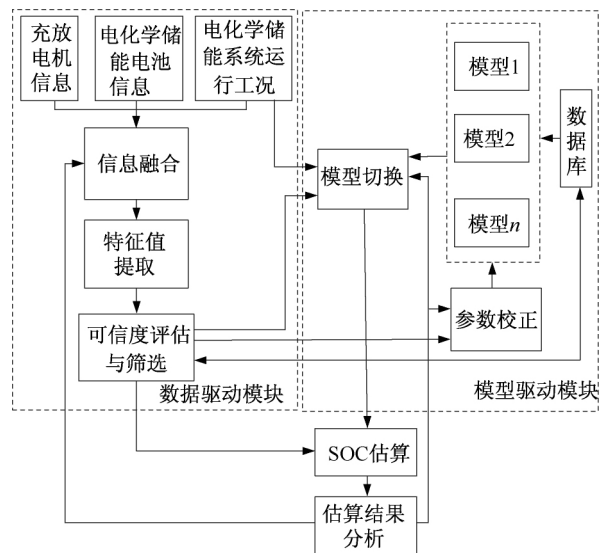 充放
电机
信息
电化学储
能电池
信息
电化学储
能系统运
行工况
信息融合
特征值
提取
可信度评估
与筛选
数据驱动模块
模型切换
模型1
模型2
模型n
数
据
库
参数校正
模型驱动模块
SOC估算
估算结果
分析